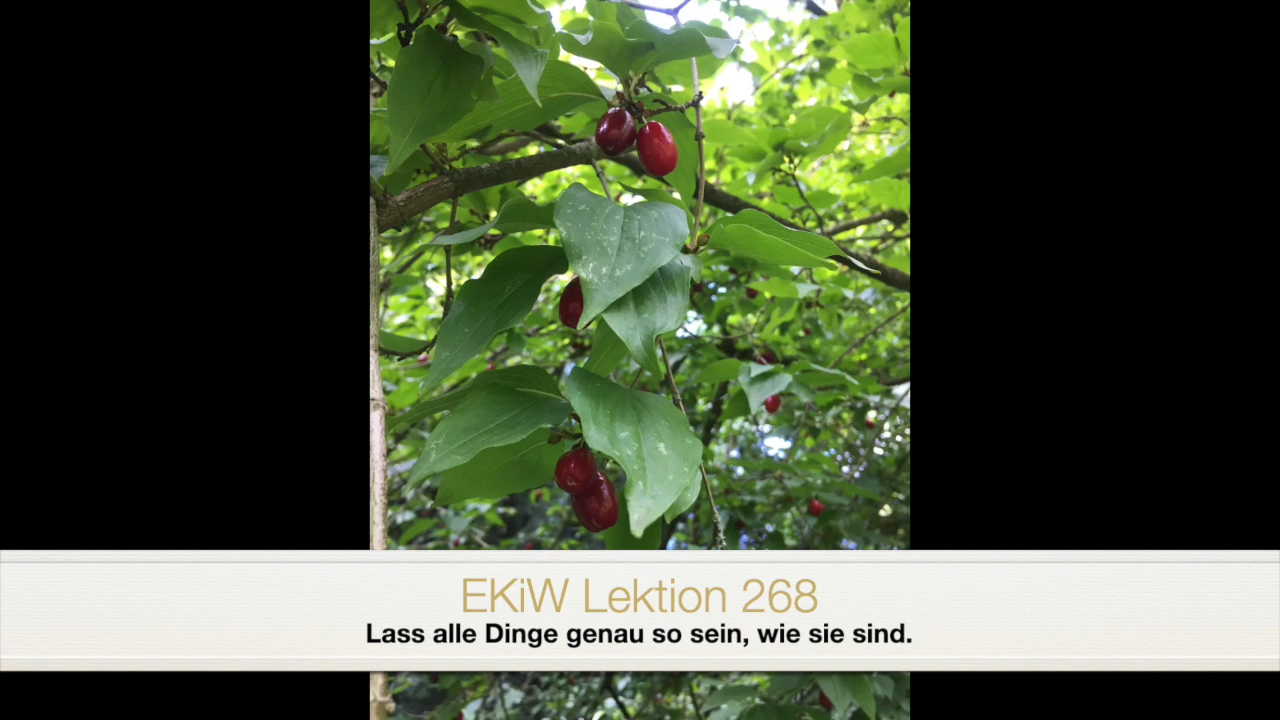 EKiW Lektion 268
Lass alle Dinge genau so sein, wie sie sind.